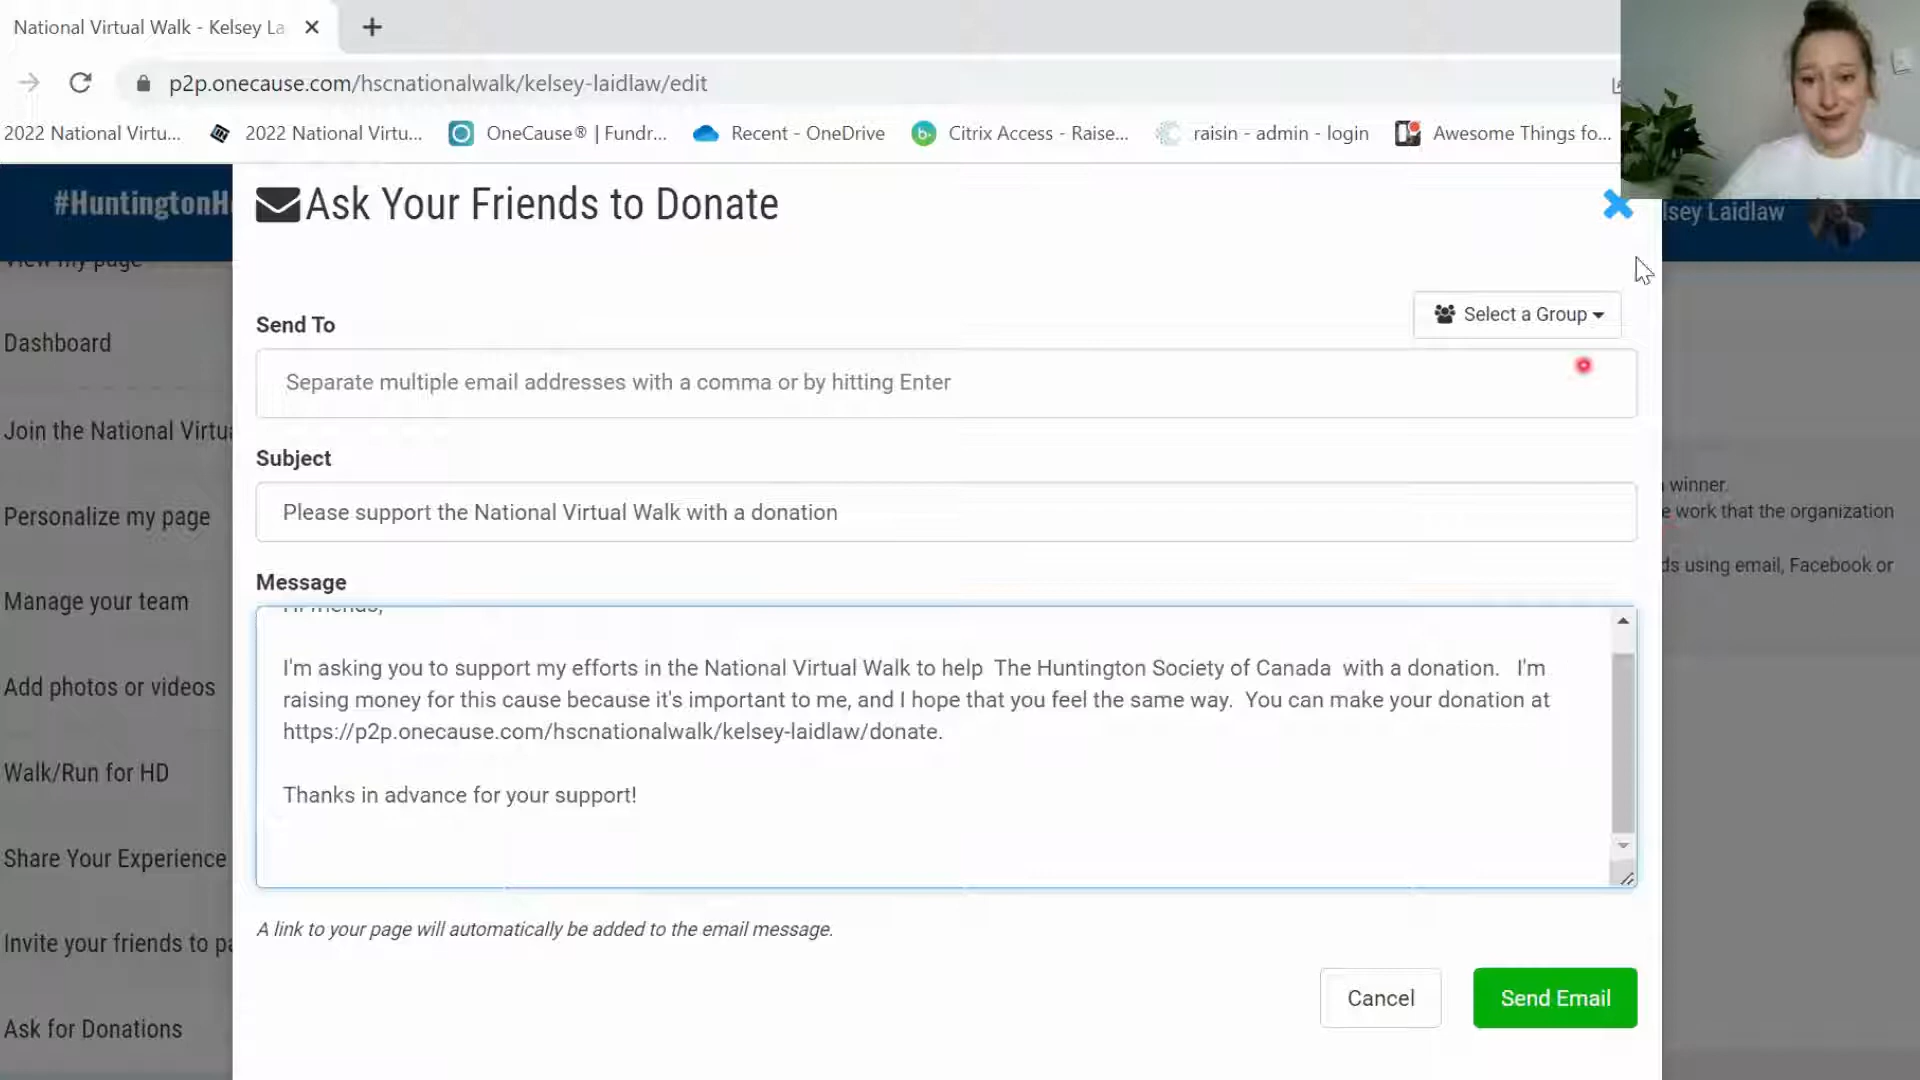 National Virtual Walk - Kelsey La
p2p.onecause.com/hscnationalwalk/kelsey-laidlaw/edit
2022 National Virtu... 2022 National Virtu... OneCause® | Fundr... Recent - OneDrive Citrix Access - Raise... raisin - admin - login Awesome Things fo...
#HuntingtonH
Ask Your Friends to Donate
lsey Laidlaw
View my page
Dashboard
Join the National Virtua
Personalize my page
Manage your team
Add photos or videos
Walk/Run for HD
Share Your Experience
Invite your friends to pa
Ask for Donations
Select a Group
Send To
Separate multiple email addresses with a comma or by hitting Enter
Subject
Please support the National Virtual Walk with a donation
Message
Hi friends,
I'm asking you to support my efforts in the National Virtual Walk to help  The Huntington Society of Canada  with a donation.   I'm
raising money for this cause because it's important to me, and I hope that you feel the same way.  You can make your donation at
https://p2p.onecause.com/hscnationalwalk/kelsey-laidlaw/donate.
Thanks in advance for your support!
A link to your page will automatically be added to the email message.
Cancel
Send Email
winner.
work that the organization
ds using email, Facebook or